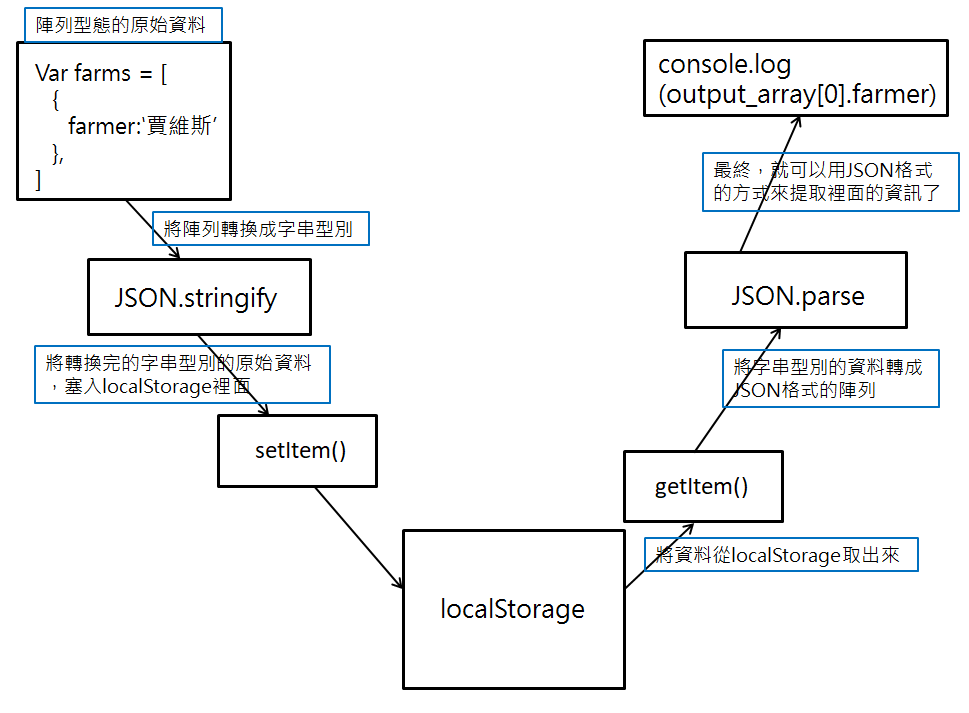 陣列型態的原始資料
Var farms = [
{
farmer:‘賈維斯’
},
]
將陣列轉換成字串型別
JSON.stringify
將轉換完的字串型別的原始資料
，塞入localStorage裡面
setItem()
localStorage
將資料從localStorage取出來
getItem()
將字串型別的資料轉成
JSON格式的陣列
JSON.parse
最終，就可以用JSON格式
的方式來提取裡面的資訊了
console.log
(output_array[0].farmer)